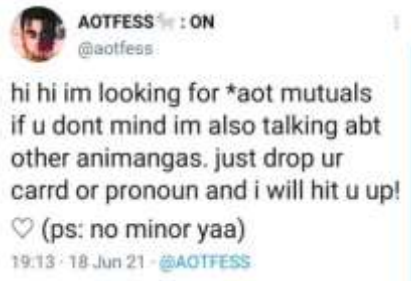 AOTFESS : ON
@aotfess
hi hi im looking for *aot mutuals
if u dont mind im also talking abt
other animangas. just drop ur
carrd or pronoun and i will hit u up!
♡ (ps: no minor yaa)
19:13 · 18 Jun 21 · @AOTFESS